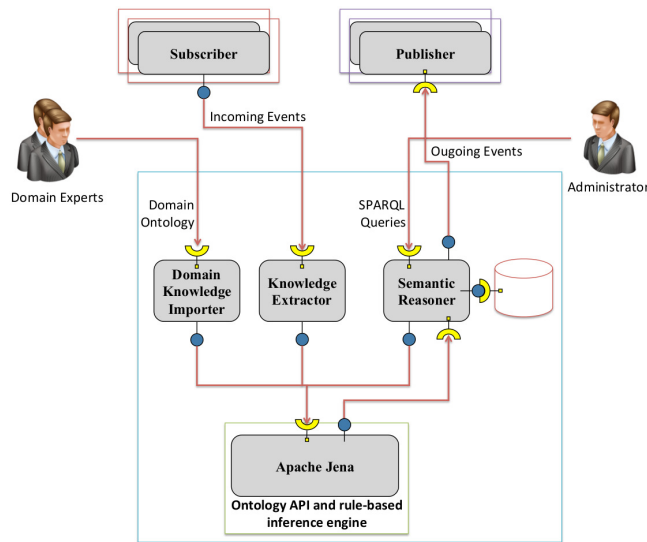 Subscriber
Publisher
Incoming Events
Ougoing Events
Domain Experts
Administrator
Domain
Ontology
SPARQL
Queries
Domain
Knowledge
Importer
Knowledge
Extractor
Semantic
Reasoner
Apache Jena
Ontology API and rule-based
inference engine